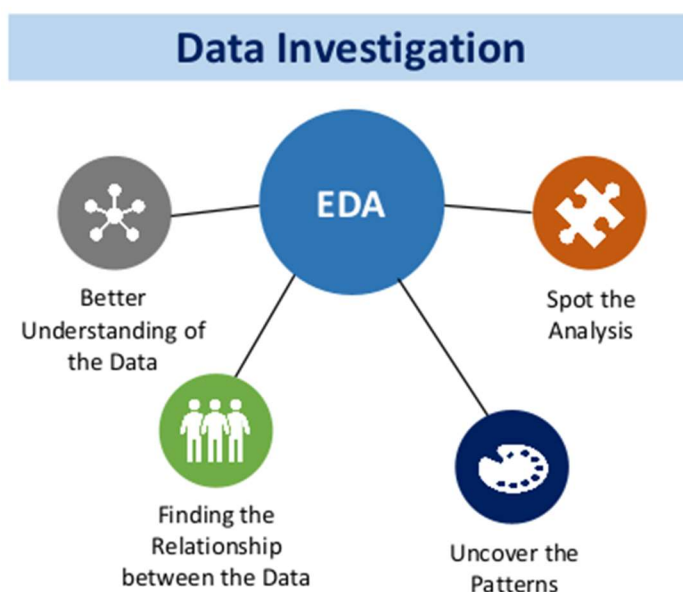 Data Investigation
EDA
Better
Understanding of
the Data
Spot the
Analysis
Finding the
Relationship
between the Data
Uncover the
Patterns